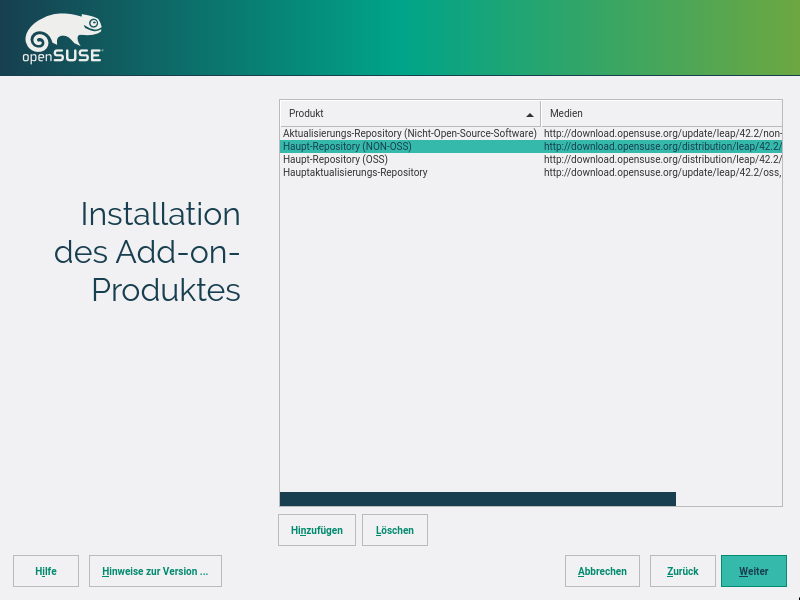 openSUSE
Installation
des Add-on-
Produktes
Produkt Medien
Aktualisierungs-Repository (Nicht-Open-Source-Software) http://download.opensuse.org/update/leap/42.2/non-
Haupt-Repository (NON-OSS) http://download.opensuse.org/distribution/leap/42.2/
Haupt-Repository (OSS) http://download.opensuse.org/distribution/leap/42.2/
Hauptaktualisierungs-Repository http://download.opensuse.org/update/leap/42.2/oss,
Hinzufügen Löschen
Hilfe Hinweise zur Version ... Abbrechen Zurück Weiter